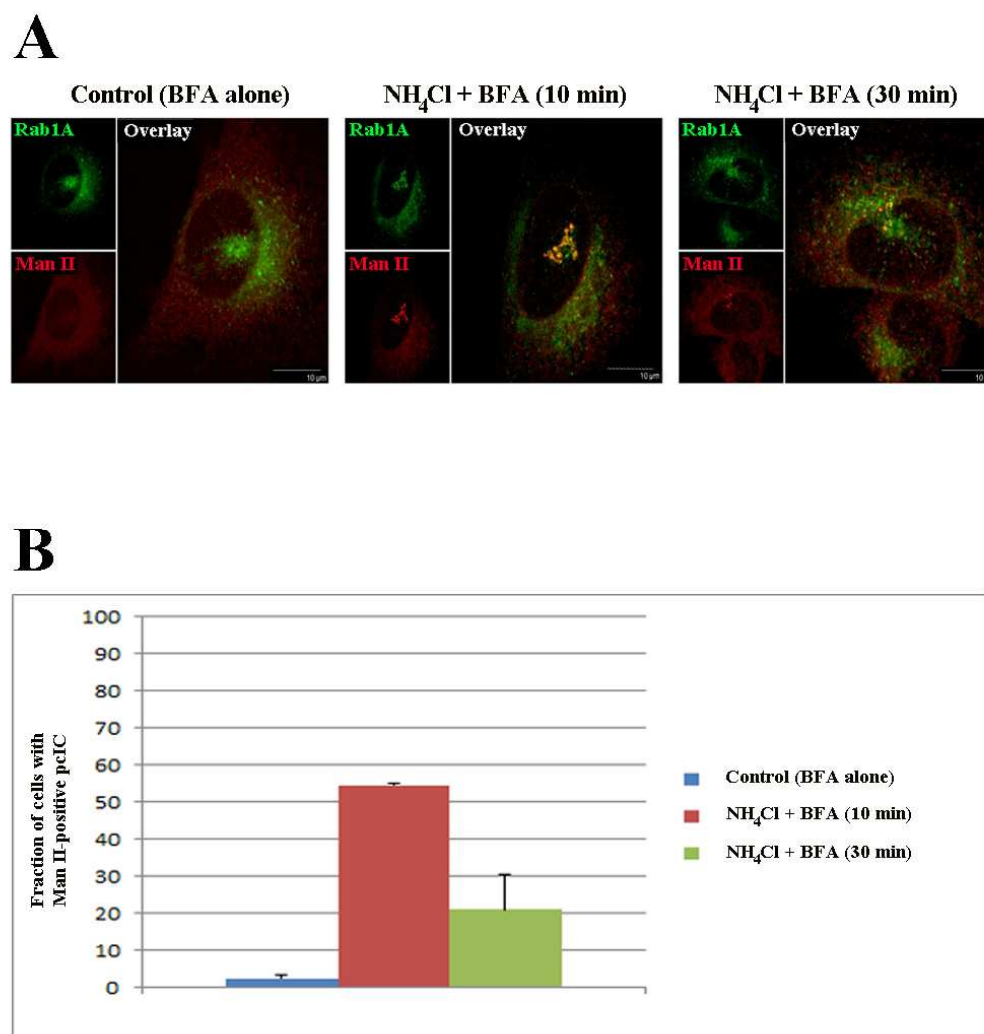 A
Control (BFA alone)
NH₄Cl + BFA (10 min)
NH₄Cl + BFA (30 min)
Rab1A
Overlay
Man II
10 µm
Rab1A
Overlay
Man II
10 µm
Rab1A
Overlay
Man II
10
B
Fraction of cells with
Man II-positive pcIC
100
90
80
70
60
50
40
30
20
10
0
Control (BFA alone)
NH₄Cl + BFA (10 min)
NH₄Cl + BFA (30 min)